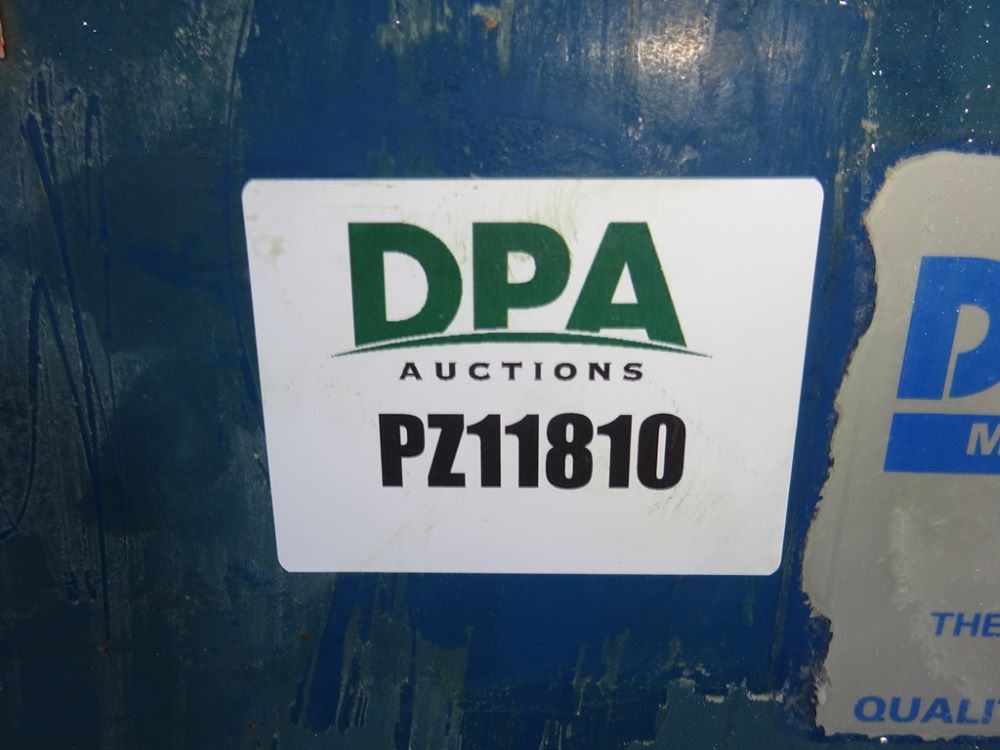 DPA
AUCTIONS
PZ11810
THE